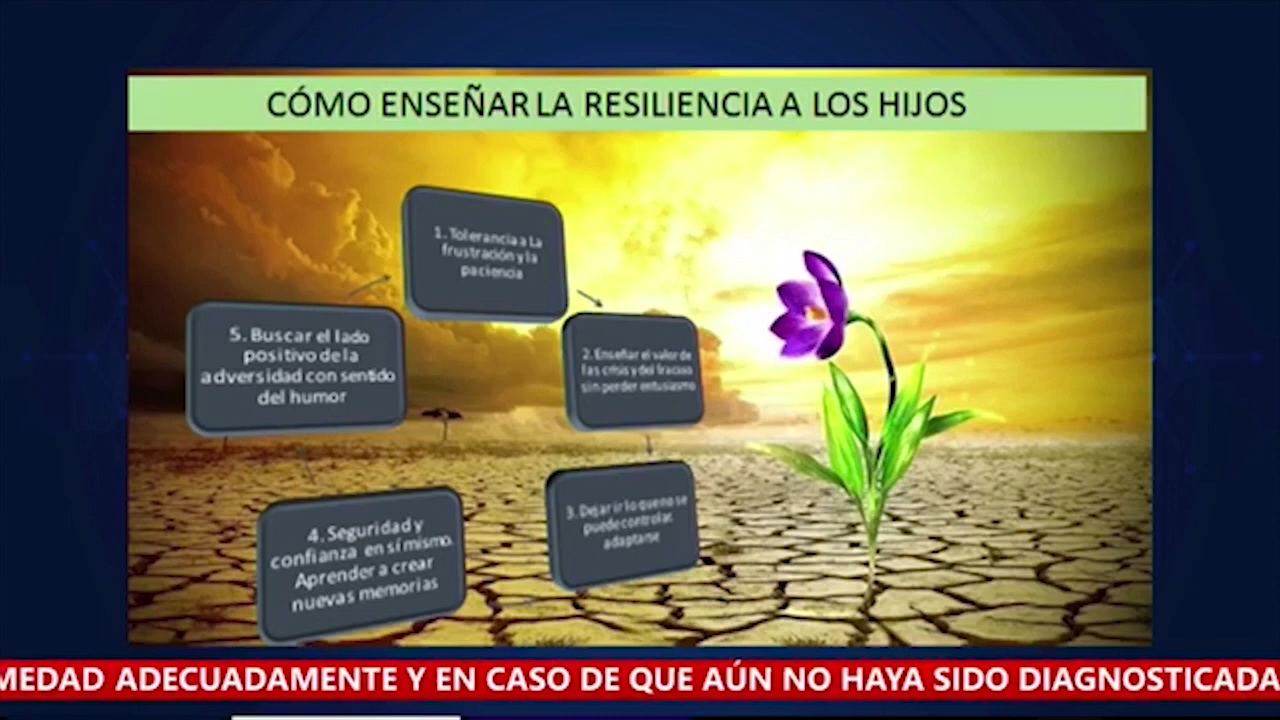 CÓMO ENSEÑAR LA RESILIENCIA A LOS HIJOS
1. Tolerancia a La
frustración y la
paciencia
2. Enseñar el valor de
las crisis y del fracaso
sin perder entusiasmo
3. Dejar ir lo que no se
puede controlar,
adaptarse
4. Seguridad y
confianza en sí mismo.
Aprender a crear
nuevas memorias
5. Buscar el lado
positivo de la
adversidad con sentido
del humor
MEDAD ADECUADAMENTE Y EN CASO DE QUE AÚN NO HAYA SIDO DIAGNOSTICADA